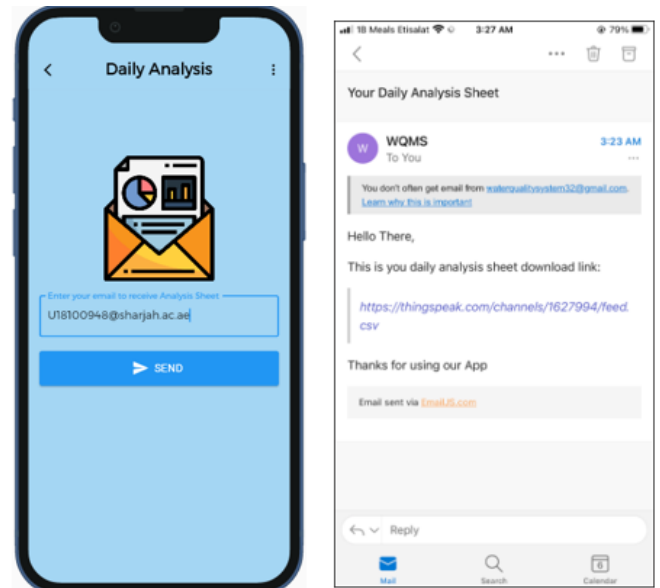 Daily Analysis
Enter your email to receive Analysis Sheet
U18100948@sharjah.ac.ae
SEND
18 Meals Etisalat 3:27 AM 79%
Your Daily Analysis Sheet
W
WQMS 3:23 AM
To You
You don't often get email from waterqualitysystem32@gmail.com.
Learn why this is important
Hello There,
This is you daily analysis sheet download link:
https://thingspeak.com/channels/1627994/feed.
csv
Thanks for using our App
Email sent via EmailJS.com
Reply
6
Mail Search Calendar